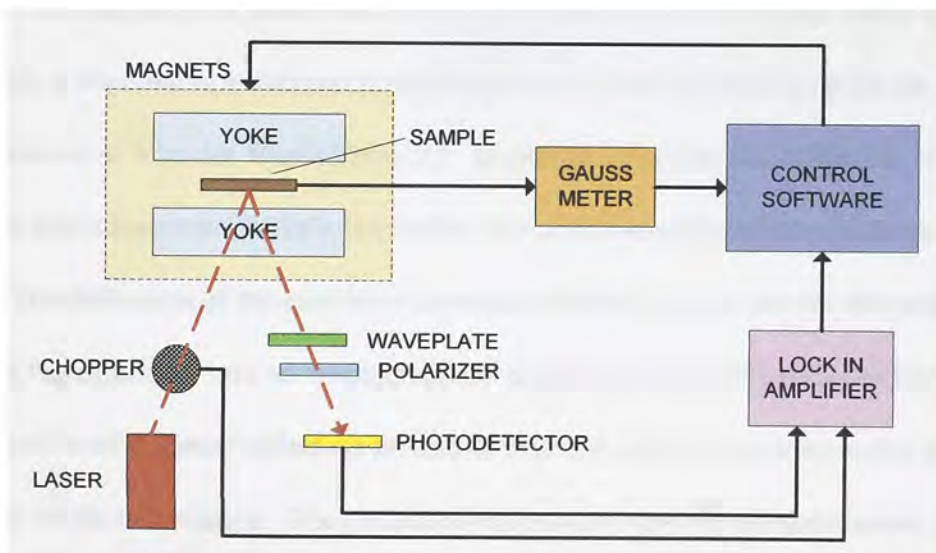 MAGNETS
YOKE
SAMPLE
YOKE
GAUSS
METER
CONTROL
SOFTWARE
WAVEPLATE
POLARIZER
CHOPPER
LOCK IN
AMPLIFIER
PHOTODETECTOR
LASER